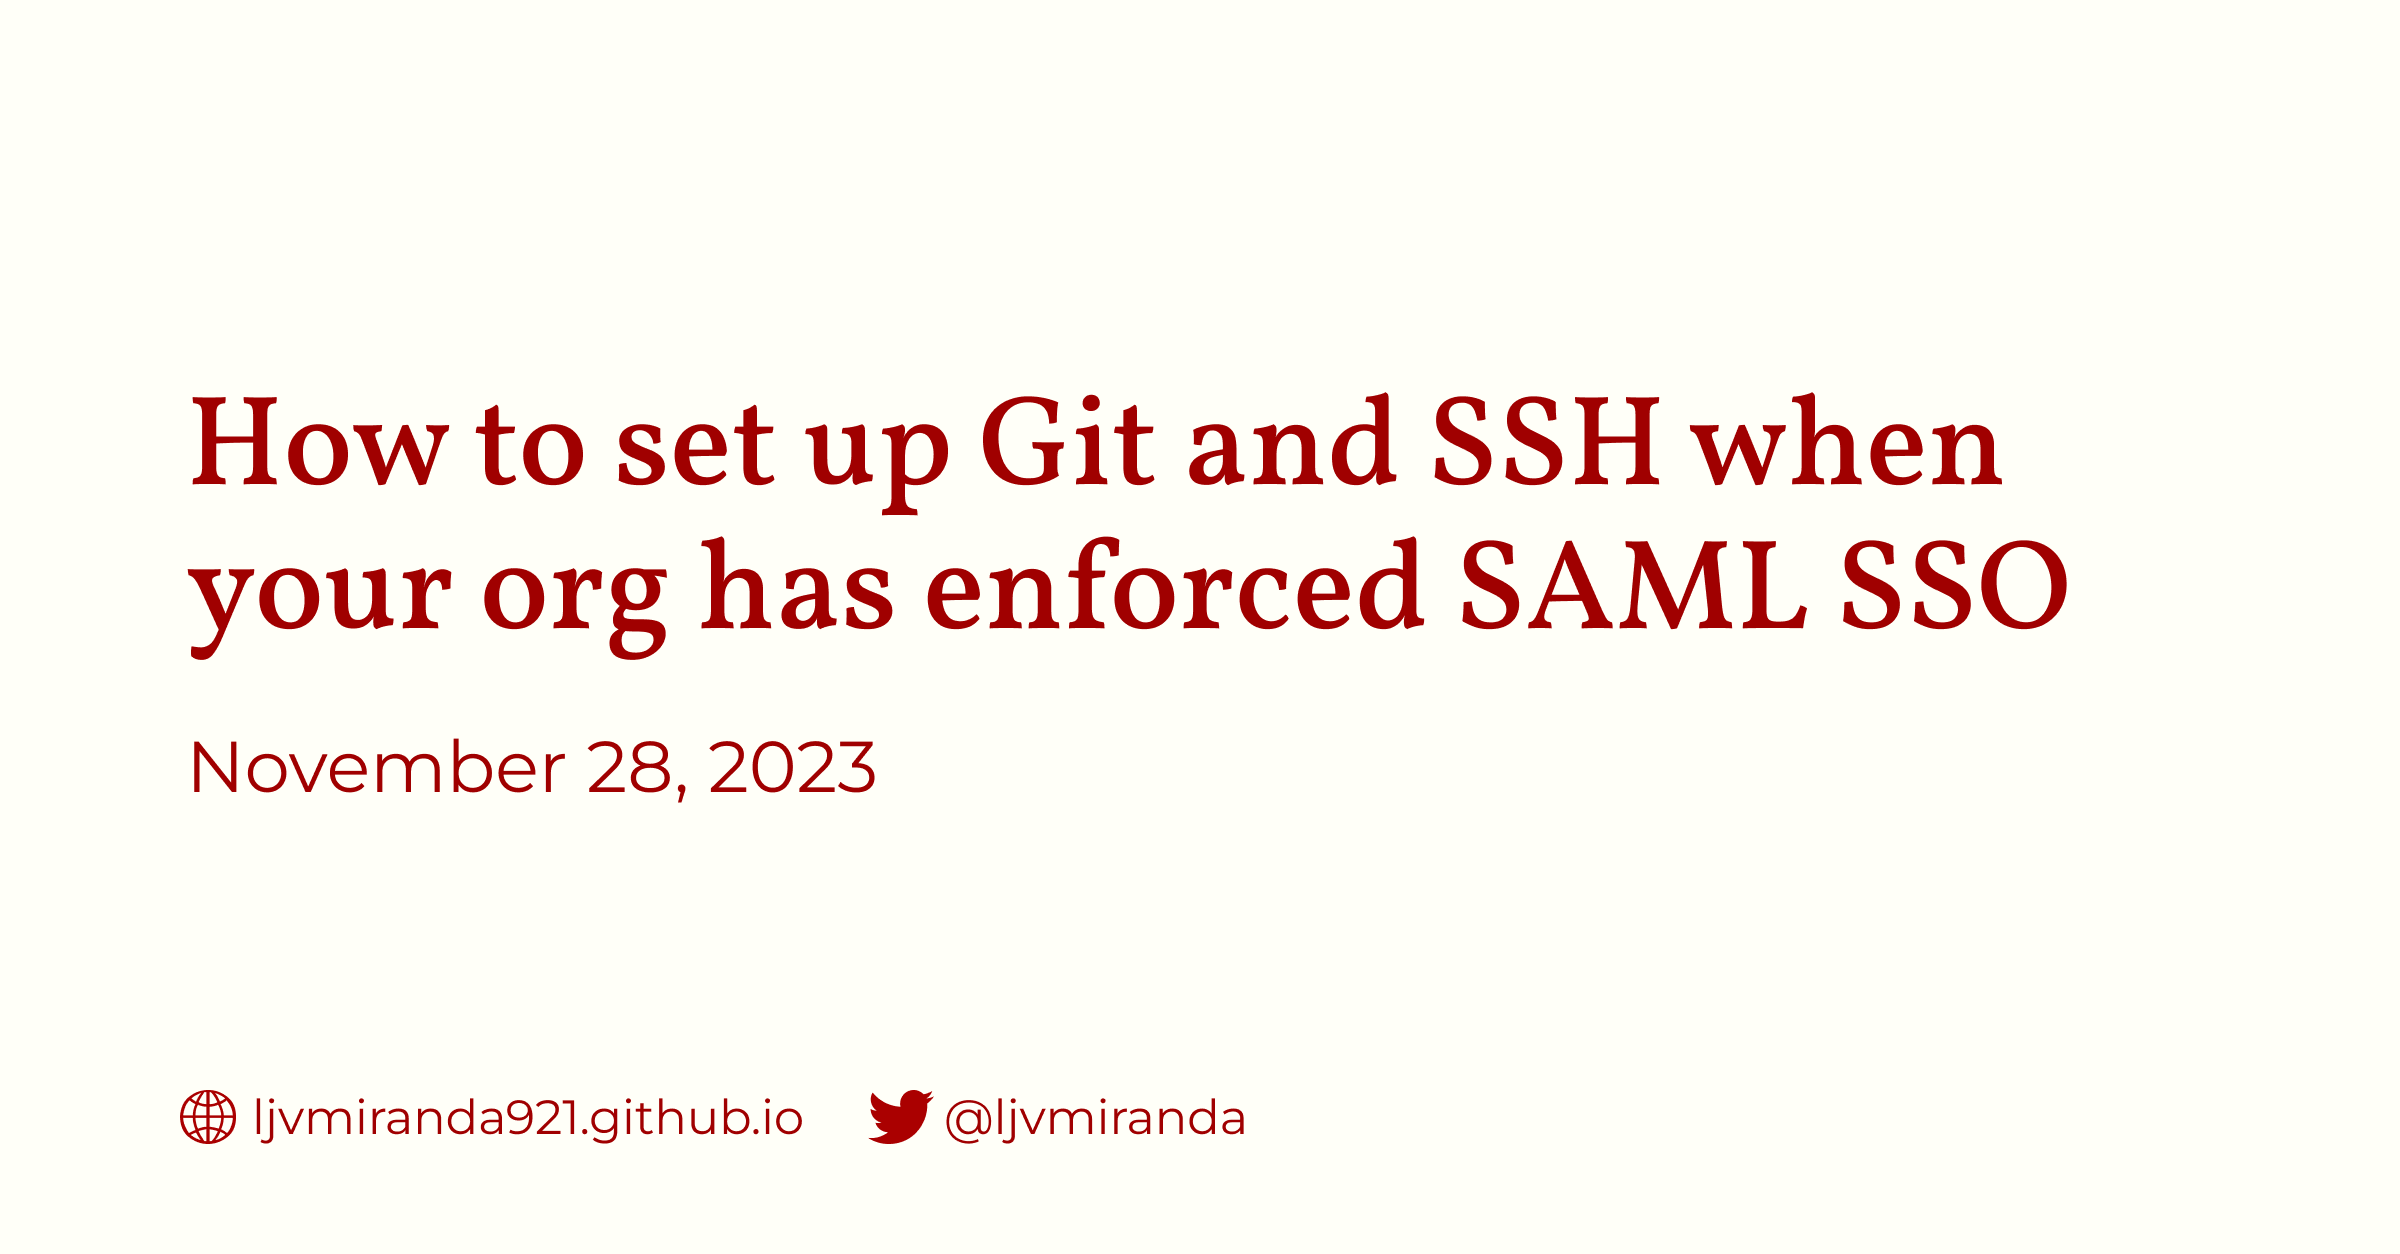 How to set up Git and SSH when
your org has enforced SAML SSO
November 28, 2023
ljvmiranda921.github.io @ljvmiranda